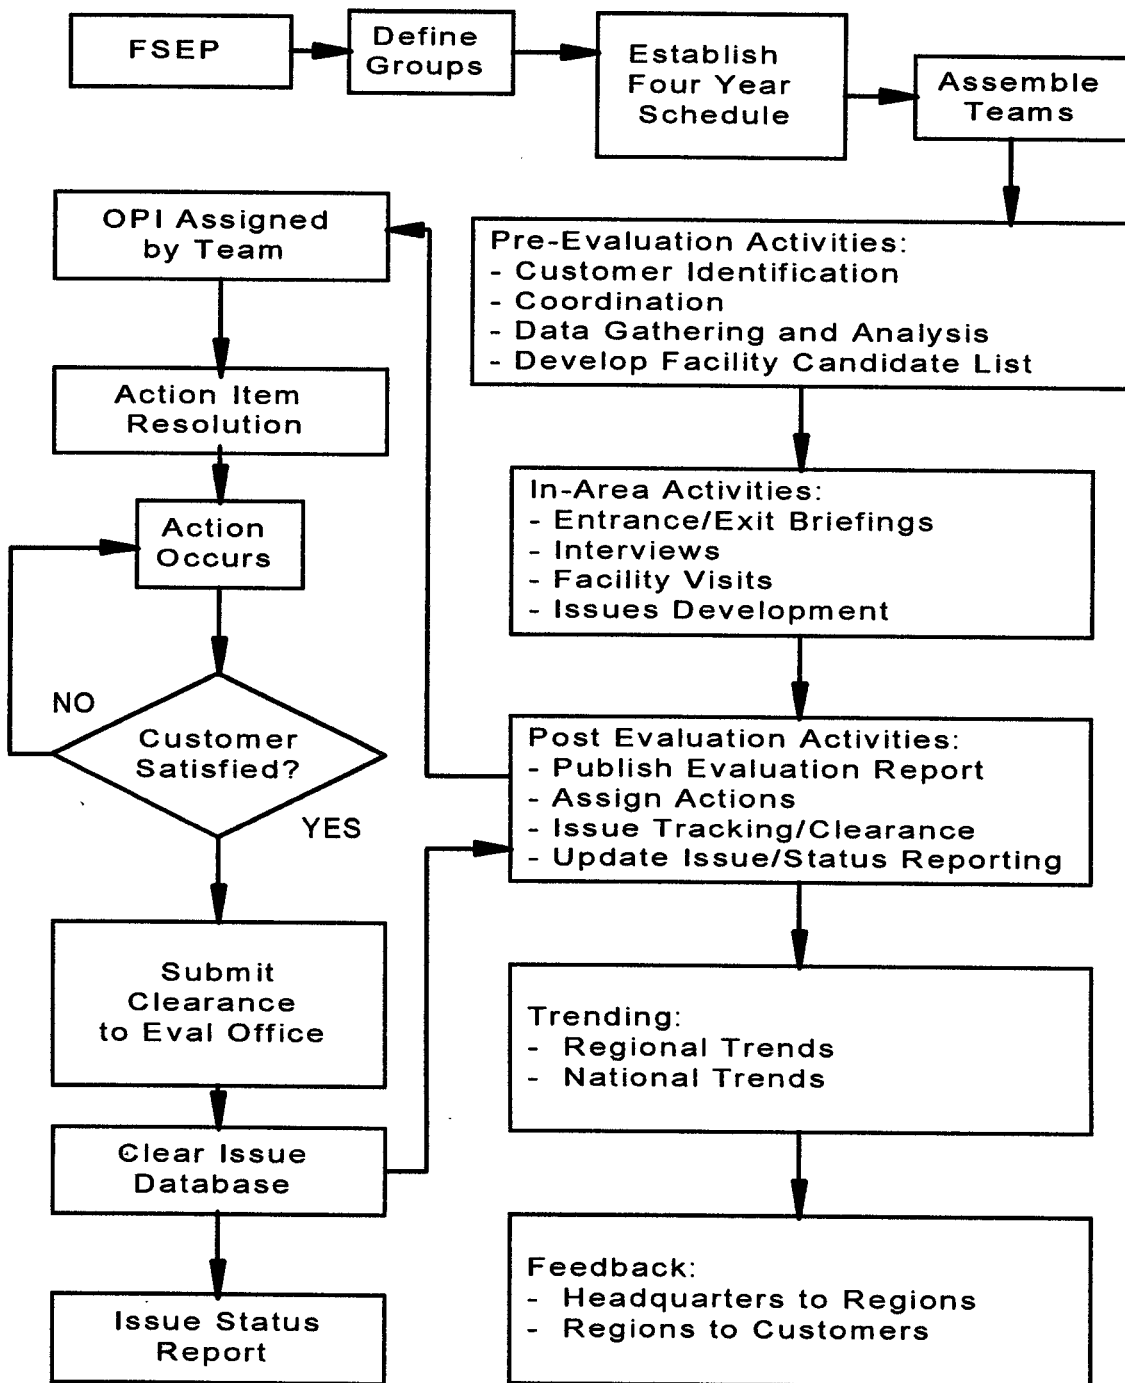 FSEP
Define
Groups
Establish
Four Year
Schedule
Assemble
Teams
Pre-Evaluation Activities:
- Customer Identification
- Coordination
- Data Gathering and Analysis
- Develop Facility Candidate List
In-Area Activities:
- Entrance/Exit Briefings
- Interviews
- Facility Visits
- Issues Development
Post Evaluation Activities:
- Publish Evaluation Report
- Assign Actions
- Issue Tracking/Clearance
- Update Issue/Status Reporting
Trending:
- Regional Trends
- National Trends
Feedback:
- Headquarters to Regions
- Regions to Customers
OPI Assigned
by Team
Action Item
Resolution
Action
Occurs
NO
Customer
Satisfied?
YES
Submit
Clearance
to Eval Office
Clear Issue
Database
Issue Status
Report